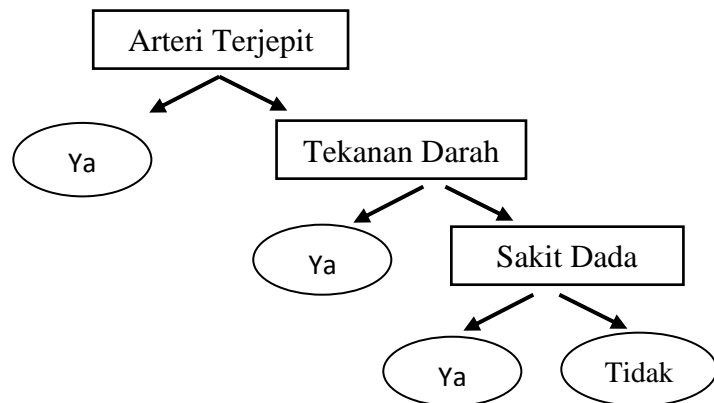 Arteri Terjepit
Ya
Tekanan Darah
Ya
Sakit Dada
Ya
Tidak